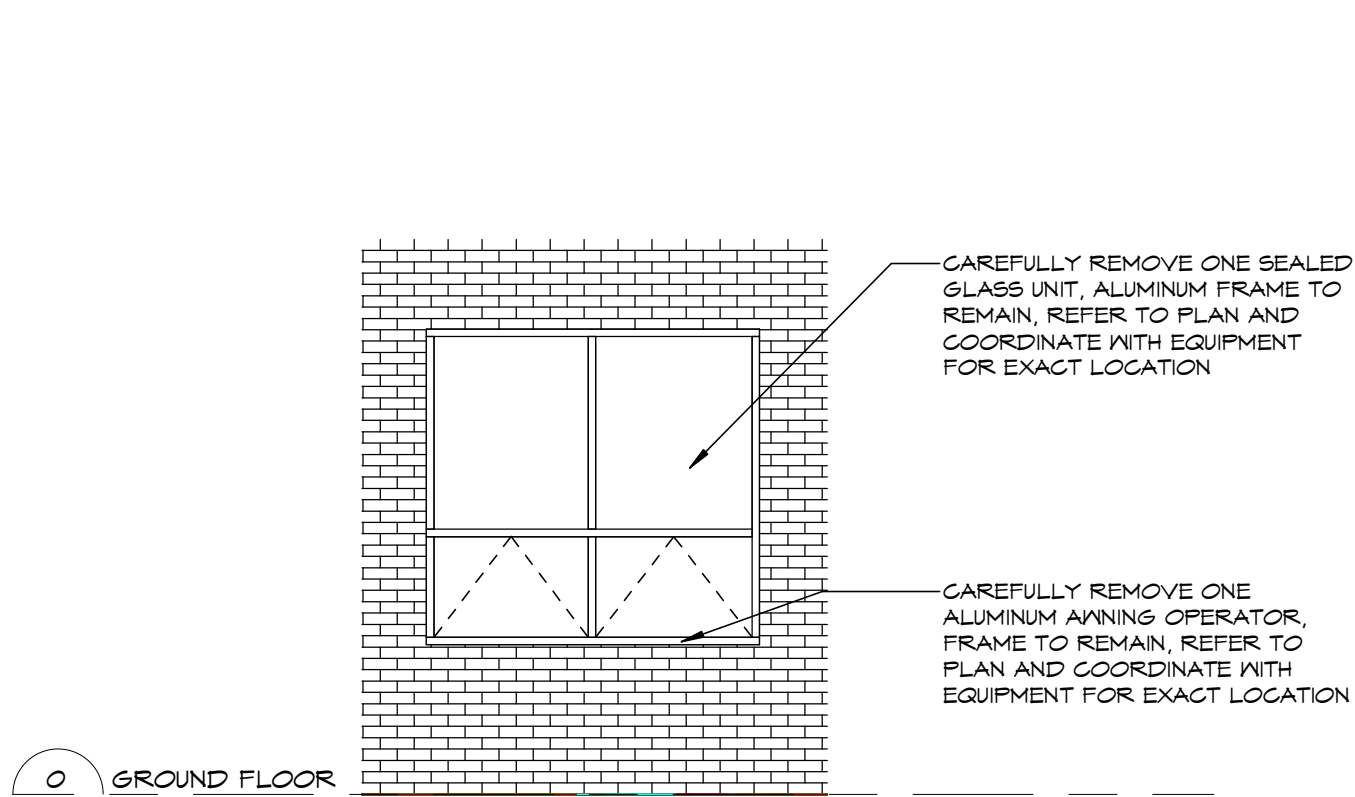 CAREFULLY REMOVE ONE SEALED
GLASS UNIT, ALUMINUM FRAME TO
REMAIN, REFER TO PLAN AND
COORDINATE WITH EQUIPMENT
FOR EXACT LOCATION
CAREFULLY REMOVE ONE
ALUMINUM AWNING OPERATOR,
FRAME TO REMAIN, REFER TO
PLAN AND COORDINATE WITH
EQUIPMENT FOR EXACT LOCATION
0 GROUND FLOOR